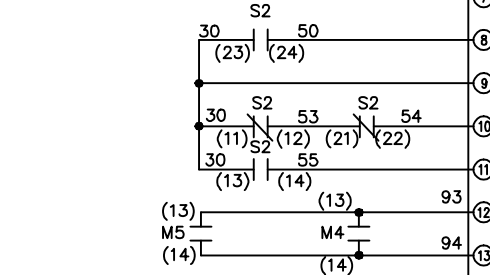 S2
30 50 8
(23) (24)
9
S2 S2
30 53 54 10
(11) (12) (21) (22)
S2
30 55 11
(13) (14)
(13) (13) 93 12
M5 M4
(14) (14) 94 13